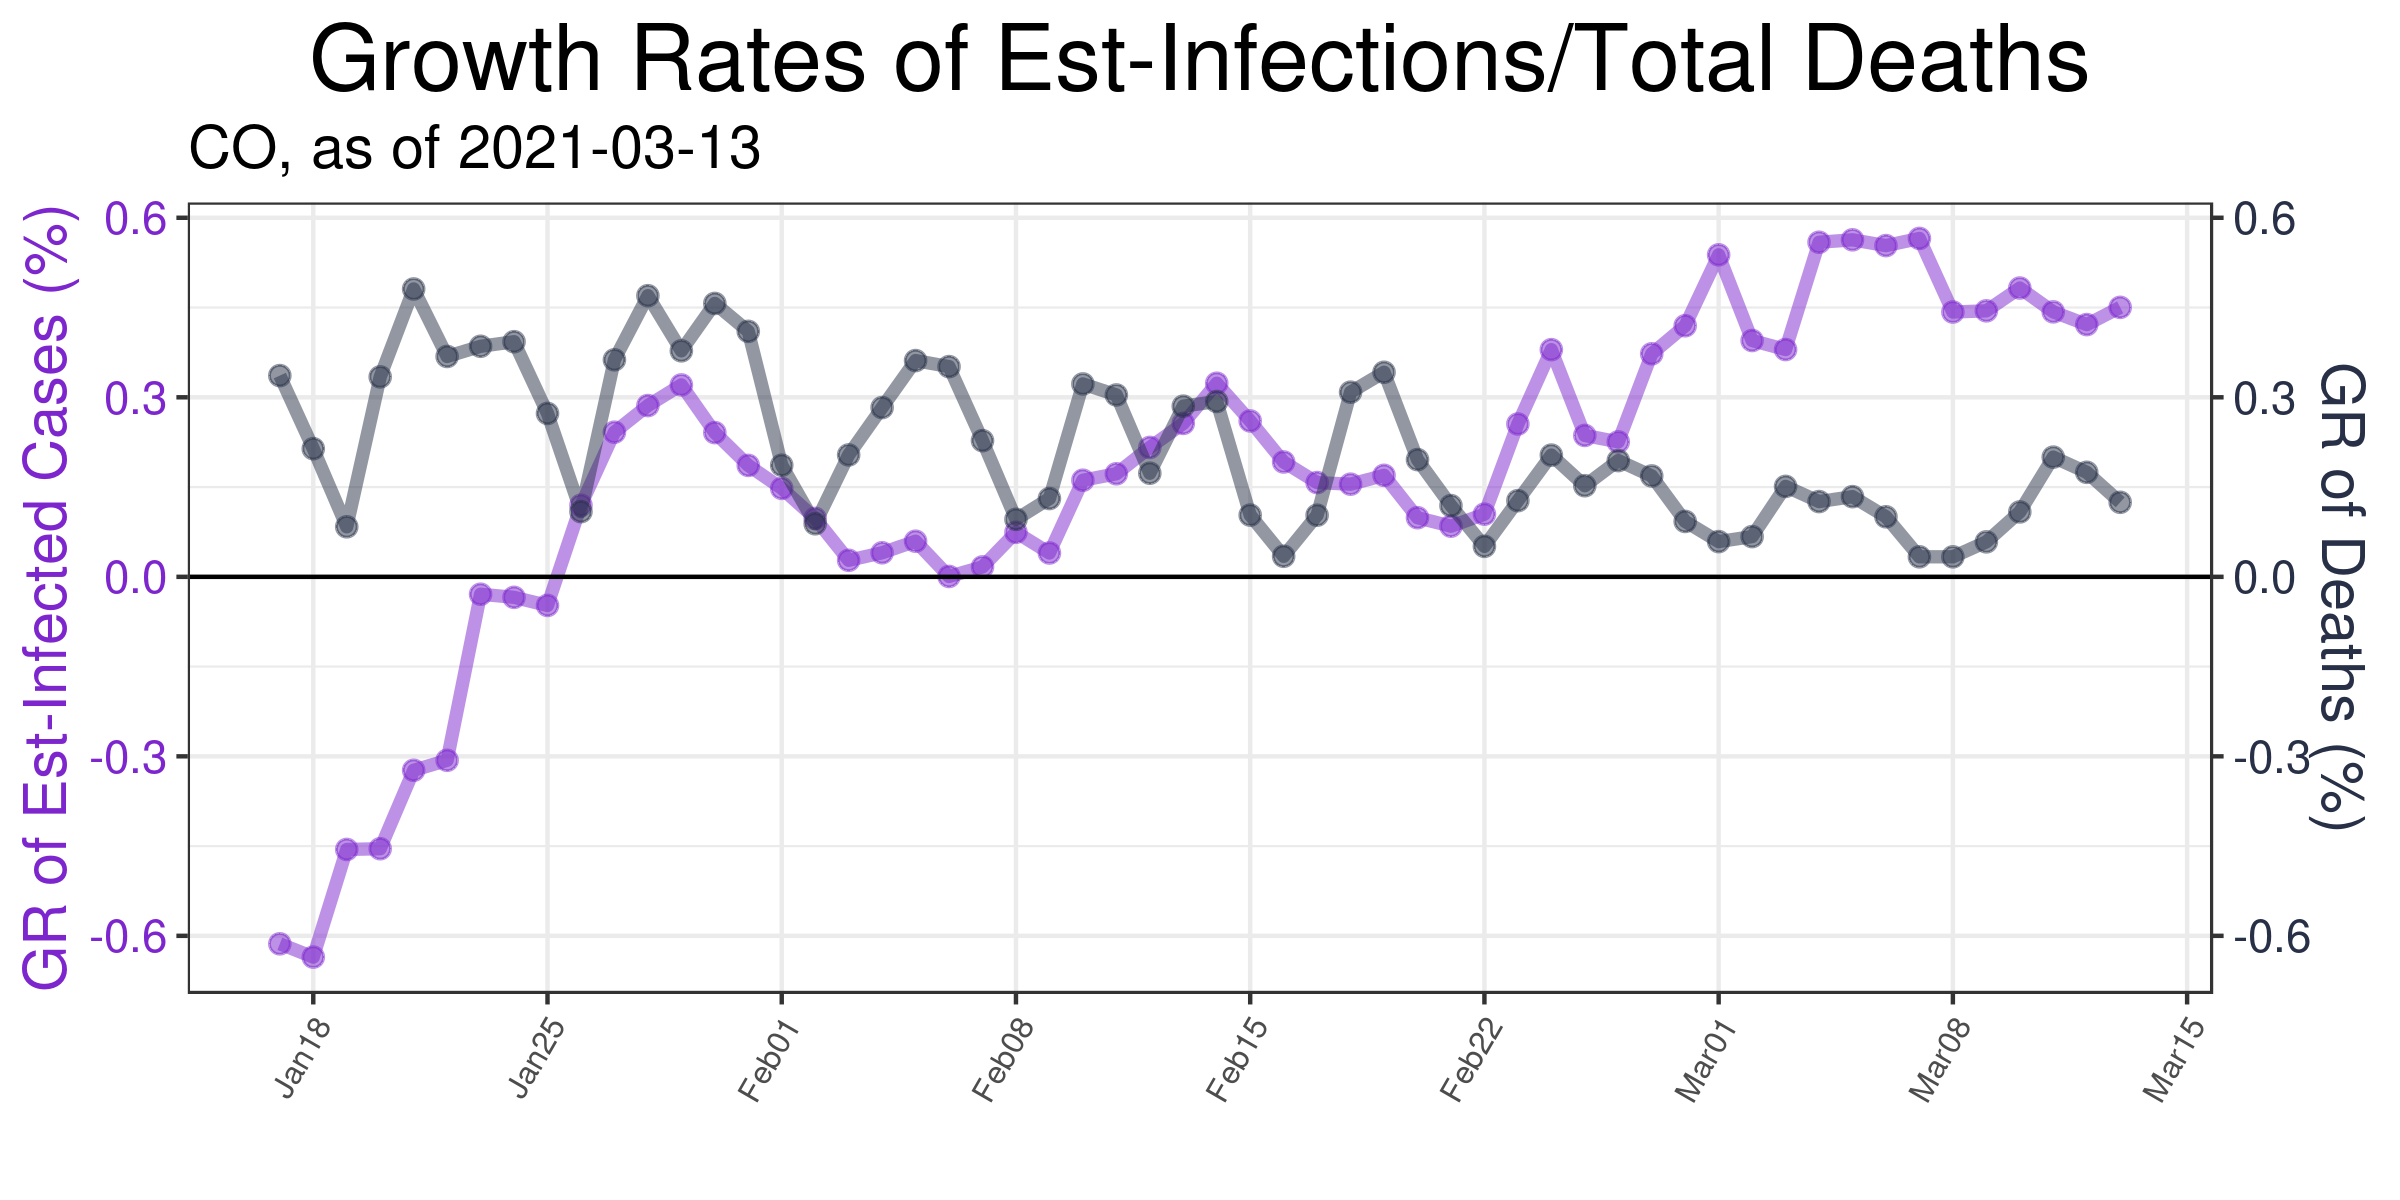 Growth Rates of Est-Infections/Total Deaths
CO, as of 2021-03-13
GR of Est-Infected Cases (%)
0.6
0.3
0.0
-0.3
-0.6
0.6
0.3
0.0
-0.3
-0.6
GR of Deaths (%)
Jan18
Jan25
Feb01
Feb08
Feb15
Feb22
Mar01
Mar08
Mar15